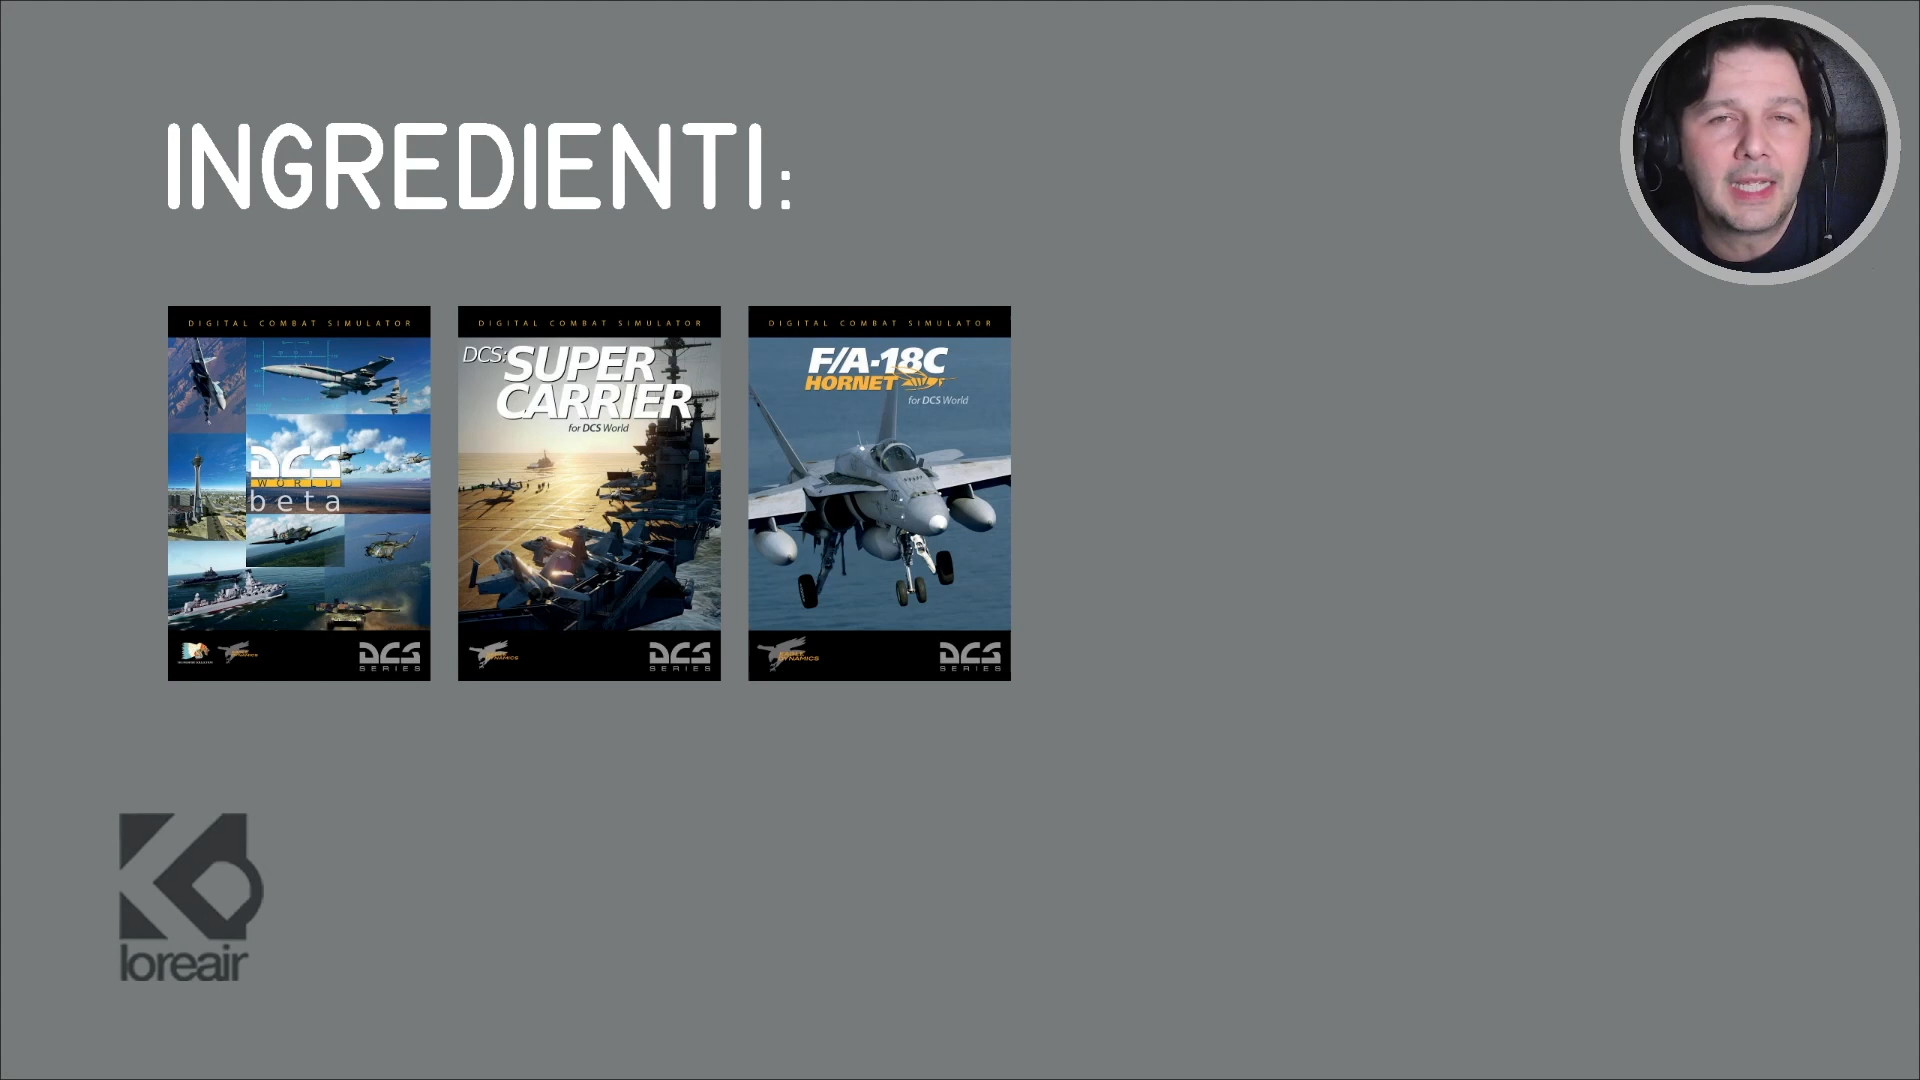 INGREDIENTI:
DIGITAL COMBAT SIMULATOR
DCS
WORLD
beta
DCS
SERIES
DIGITAL COMBAT SIMULATOR
DCS: SUPER
CARRIER
for DCS World
DCS
SERIES
DIGITAL COMBAT SIMULATOR
F/A-18C
HORNET
for DCS World
DYNAMICS
DCS
SERIES
loreair